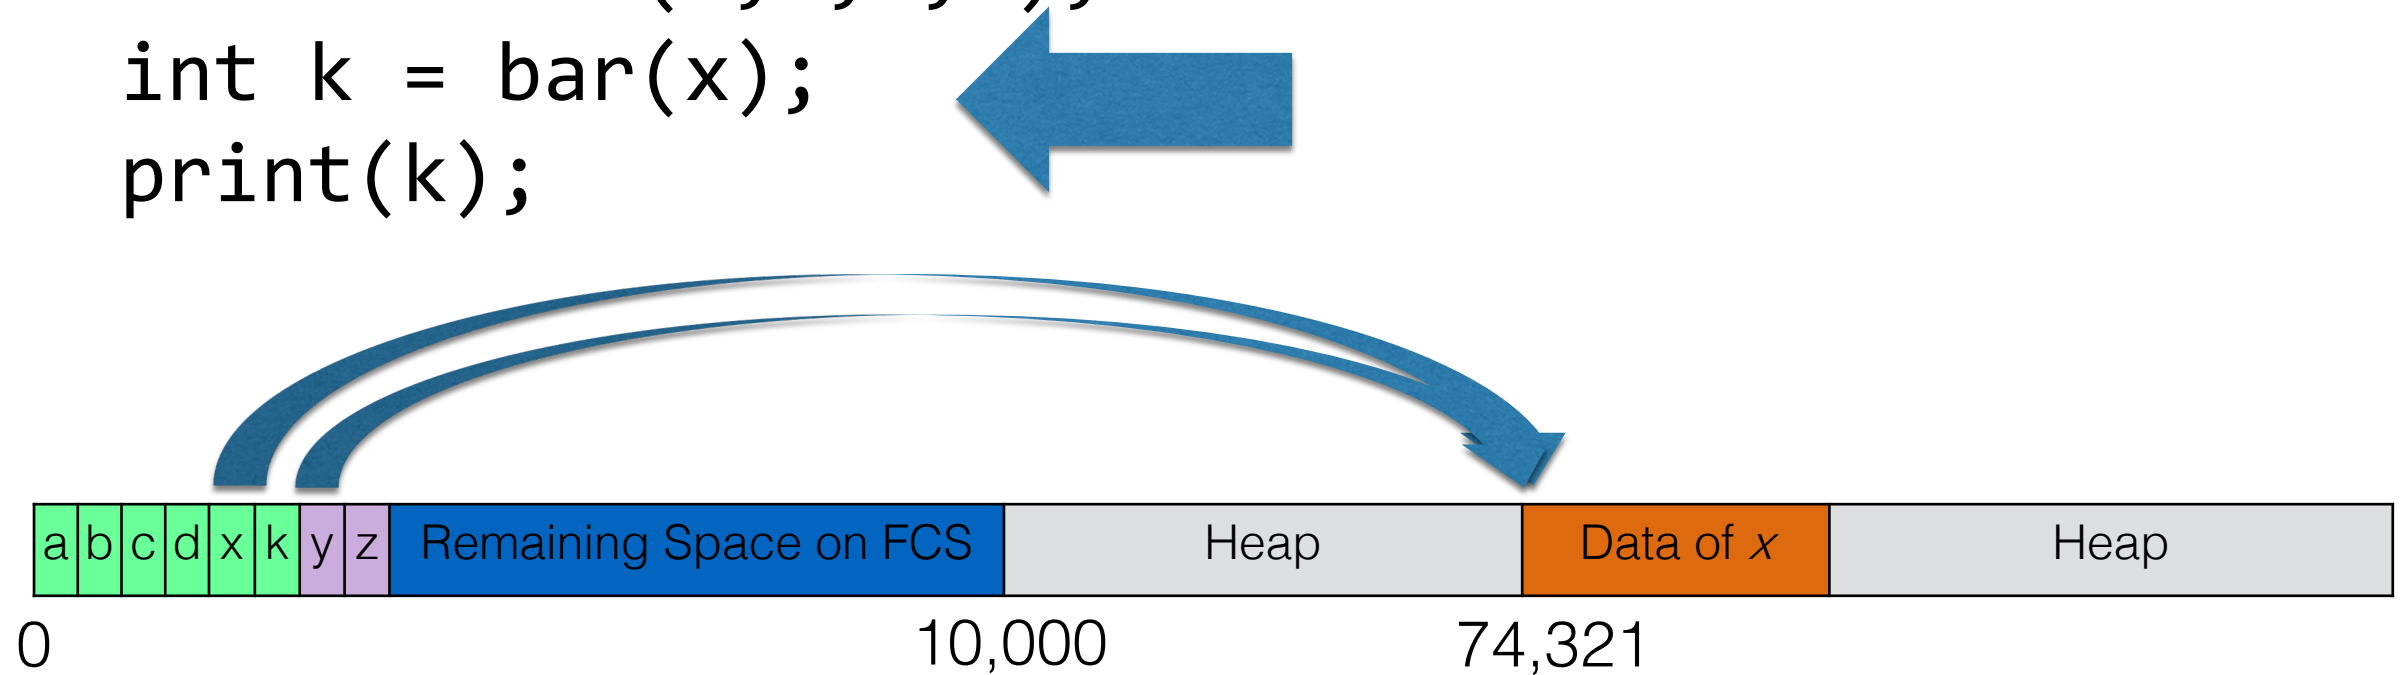 int k = bar(x);
print(k);
a b c d x k y z Remaining Space on FCS Heap Data of x Heap
0 10,000 74,321